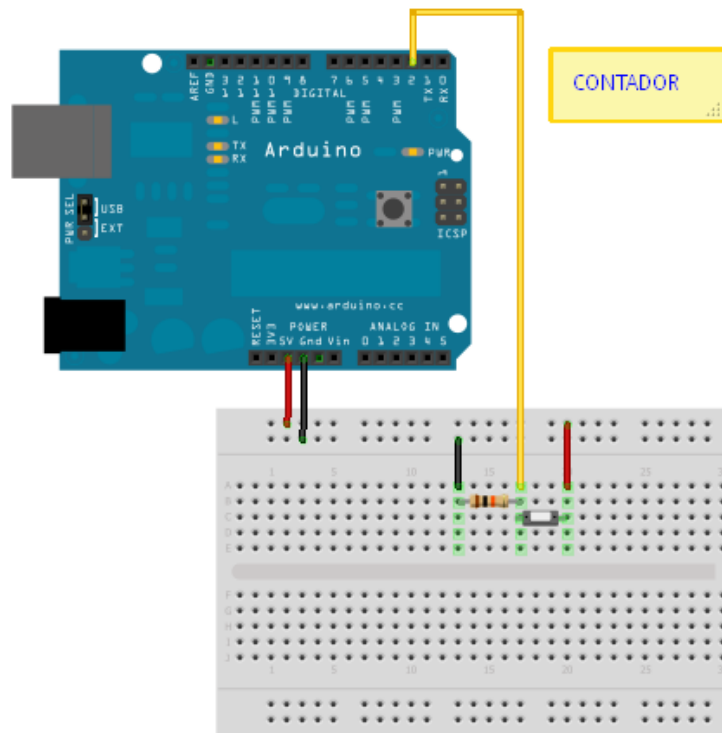 CONTADOR
AREF
GND
13
12
PWM 11
PWM 10
PWM 9
8
7
PWM 6
PWM 5
4
PWM 3
2
TX 1
RX 0
DIGITAL
L
TX
RX
Arduino
PWR
1
ICSP
PWR SEL
USB
EXT
www.arduino.cc
POWER
ANALOG IN
RESET
3V3
5V Gnd Vin 0 1 2 3 4 5
1 5 10 15 20 25
A
B
C
D
E
F
G
H
I
J
1 5 10 15 20 25